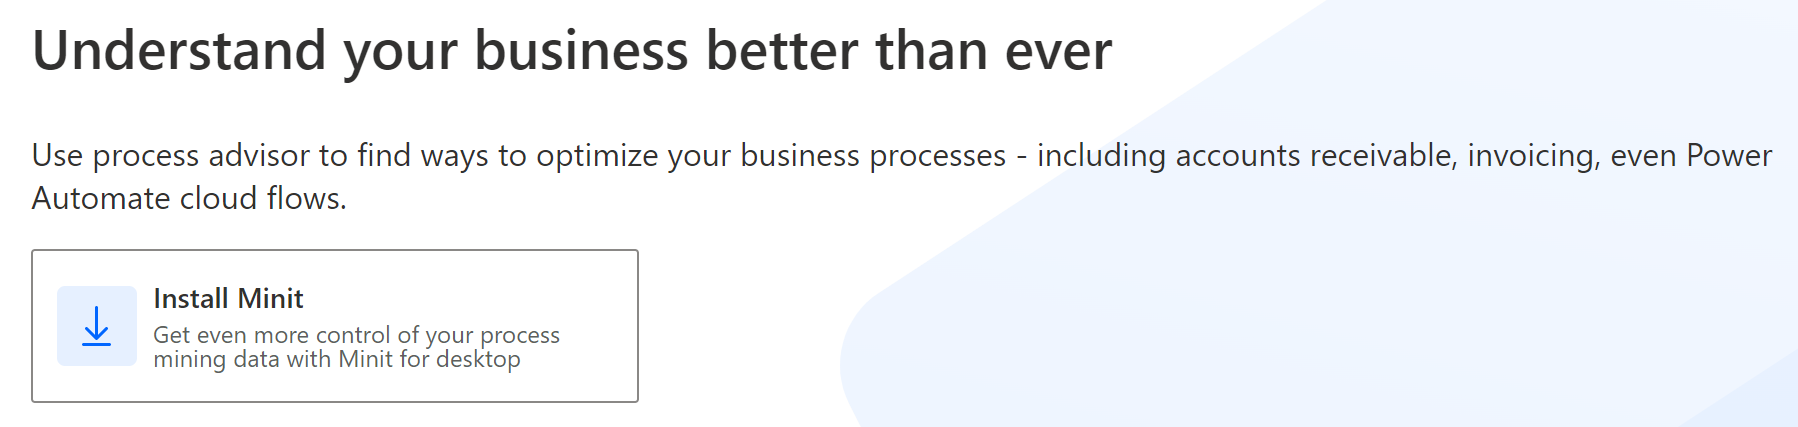 Understand your business better than ever
Use process advisor to find ways to optimize your business processes - including accounts receivable, invoicing, even Power
Automate cloud flows.
Install Minit
Get even more control of your process
mining data with Minit for desktop